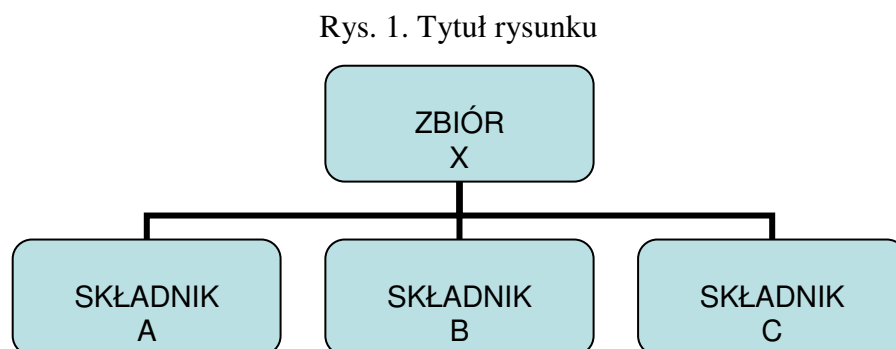 Rys. 1. Tytuł rysunku
ZBIÓR
X
SKŁADNIK
A
SKŁADNIK
B
SKŁADNIK
C